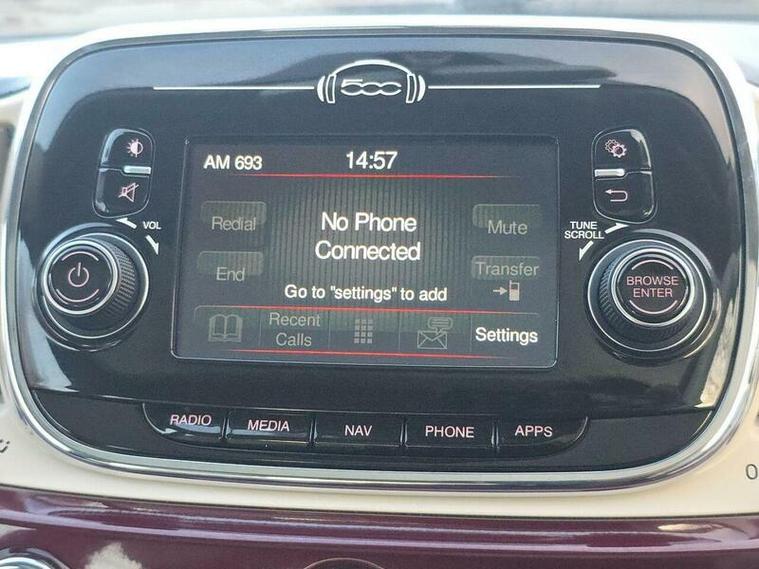 500
AM 693
14:57
VOL
TUNE
SCROLL
Redial
No Phone
Connected
Mute
End
Transfer
Go to "settings" to add
BROWSE
ENTER
Recent
Calls
Settings
RADIO
MEDIA
NAV
PHONE
APPS